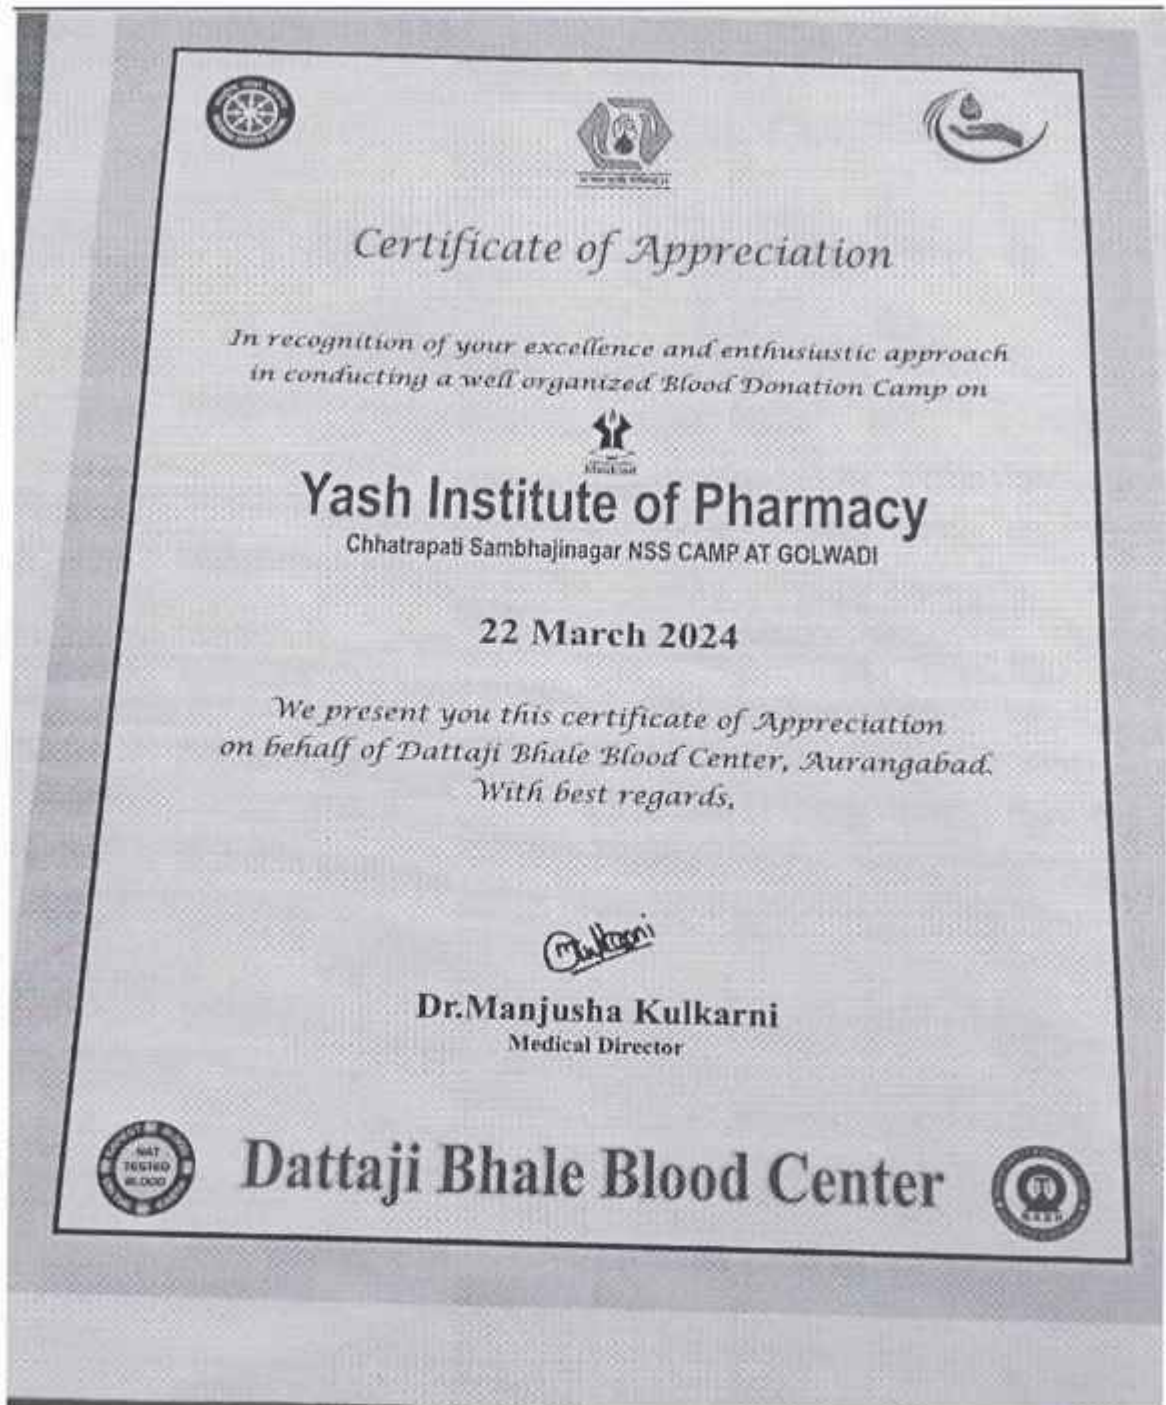 Certificate of Appreciation
In recognition of your excellence and enthusiastic approach
in conducting a well organized Blood Donation Camp on
Yash Institute of Pharmacy
Chhatrapati Sambhajinagar NSS CAMP AT GOLWADI
22 March 2024
We present you this certificate of Appreciation
on behalf of Dattaji Bhale Blood Center, Aurangabad.
With best regards,
Dr.Manjusha Kulkarni
Medical Director
NAT
TESTED
BLOOD
Dattaji Bhale Blood Center